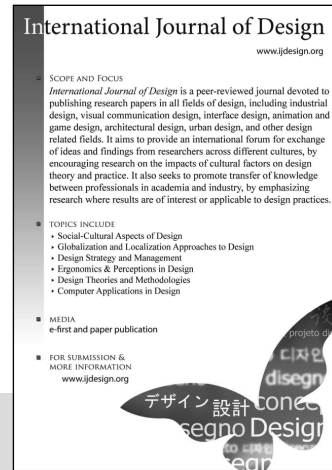 International Journal of Design
www.ijdesign.org
SCOPE AND FOCUS
International Journal of Design is a peer-reviewed journal devoted to
publishing research papers in all fields of design, including industrial
design, visual communication design, interface design, animation and
game design, architectural design, urban design, and other design
related fields. It aims to provide an international forum for exchange
of ideas and findings from researchers across different cultures, by
encouraging research on the impacts of cultural factors on design
theory and practice. It also seeks to promote transfer of knowledge
between professionals in academia and industry, by emphasizing
research where results are of interest or applicable to design practices.
TOPICS INCLUDE
▸ Social-Cultural Aspects of Design
▸ Globalization and Localization Approaches to Design
▸ Design Strategy and Management
▸ Ergonomics & Perceptions in Design
▸ Design Theories and Methodologies
▸ Computer Applications in Design
MEDIA
e-first and paper publication
FOR SUBMISSION &
MORE INFORMATION
www.ijdesign.org
projeto di
디자인
disegn
デザイン 設計 conce
segno Design
to 디자인
segn